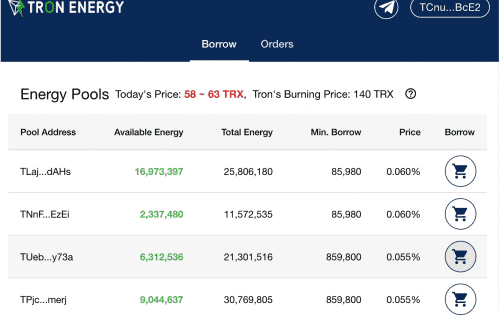 TRON ENERGY
TCnu...BcE2
Borrow Orders
Energy Pools Today's Price: 58 ~ 63 TRX, Tron's Burning Price: 140 TRX ?
Pool Address Available Energy Total Energy Min. Borrow Price Borrow
TLaj...dAHs 16,973,397 25,806,180 85,980 0.060%
TNnF...EzEi 2,337,480 11,572,535 85,980 0.060%
TUeb...y73a 6,312,536 21,301,516 859,800 0.055%
TPjc...merj 9,044,637 30,769,805 859,800 0.055%